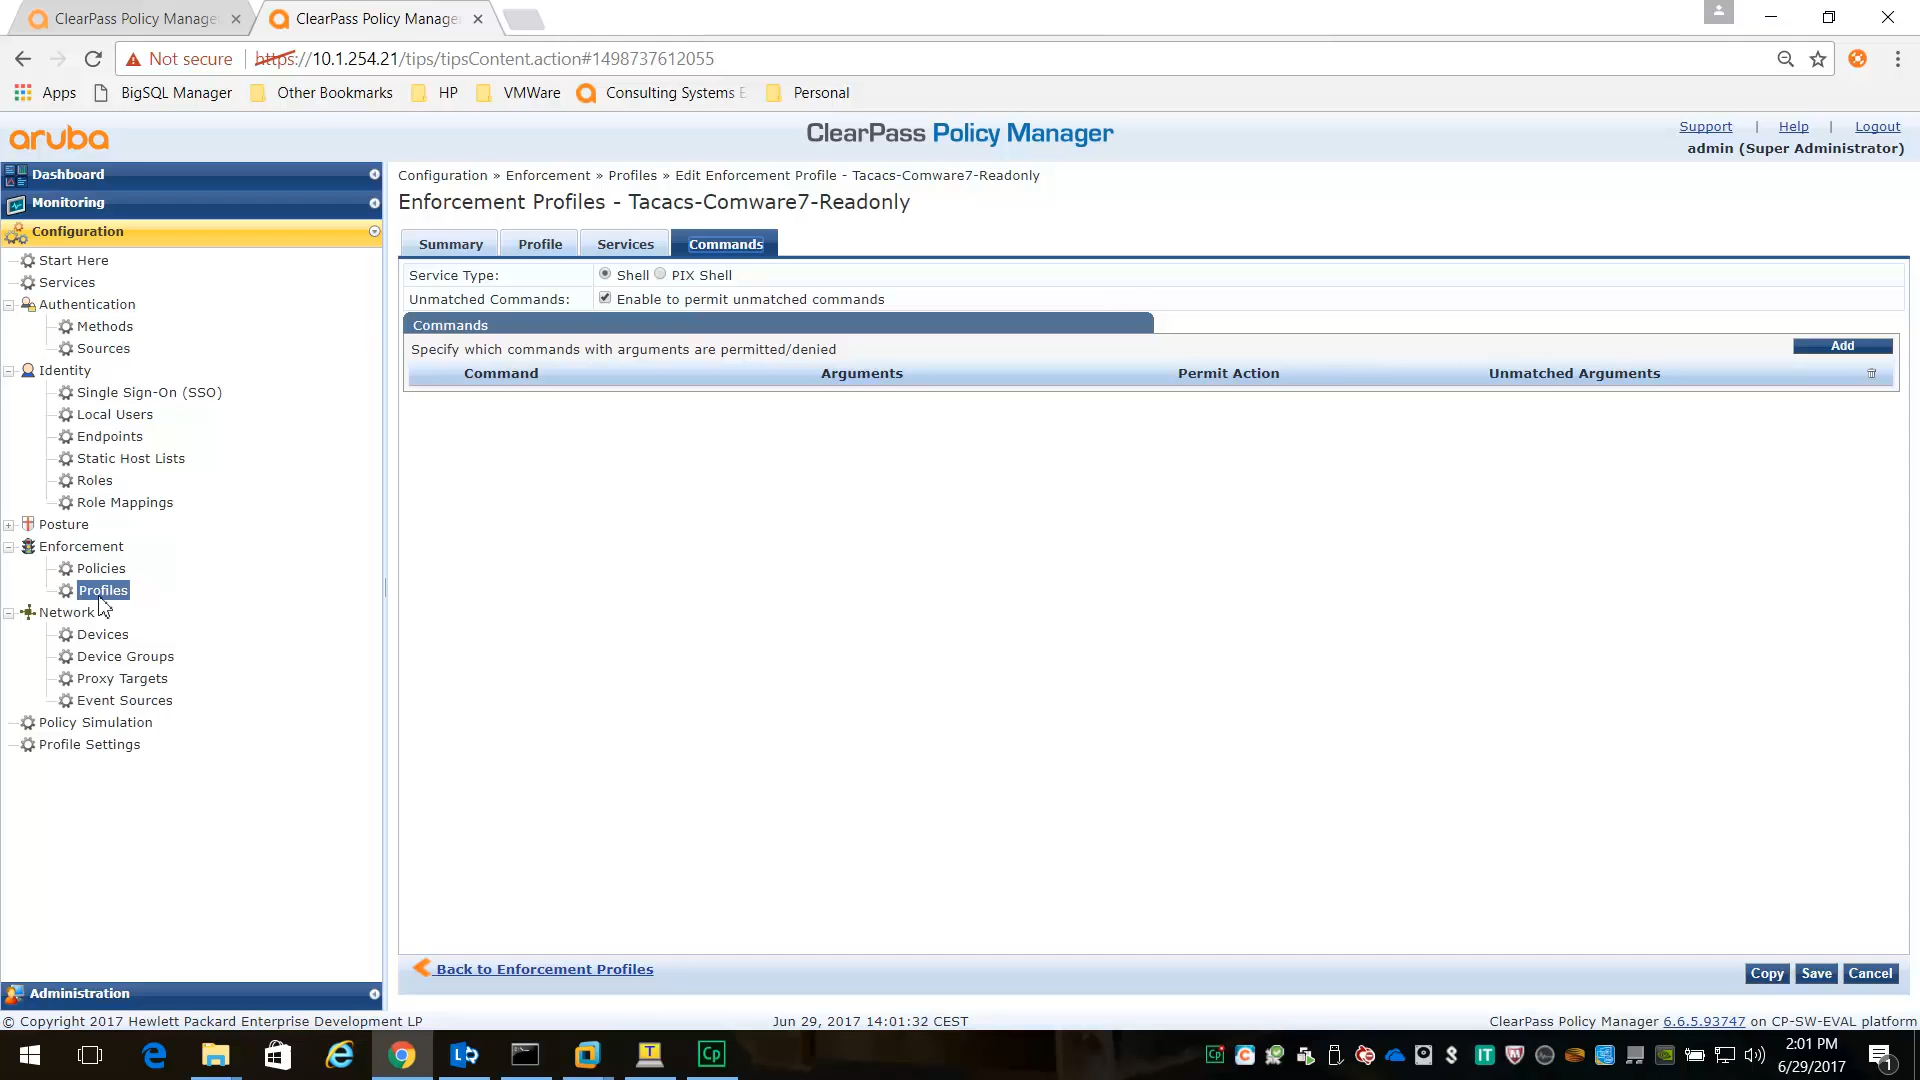 ClearPass Policy Manage
ClearPass Policy Manage
Not secure https://10.1.254.21/tips/tipsContent.action#1498737612055
Apps BigSQL Manager Other Bookmarks HP VMWare Consulting Systems E Personal
aruba
ClearPass Policy Manager
Support | Help | Logout
admin (Super Administrator)
Dashboard
Monitoring
Configuration
Start Here
Services
Authentication
Methods
Sources
Identity
Single Sign-On (SSO)
Local Users
Endpoints
Static Host Lists
Roles
Role Mappings
Posture
Enforcement
Policies
Profiles
Network
Devices
Device Groups
Proxy Targets
Event Sources
Policy Simulation
Profile Settings
Administration
Configuration » Enforcement » Profiles » Edit Enforcement Profile - Tacacs-Comware7-Readonly
Enforcement Profiles - Tacacs-Comware7-Readonly
Summary Profile Services Commands
Service Type: Shell PIX Shell
Unmatched Commands: Enable to permit unmatched commands
Commands
Specify which commands with arguments are permitted/denied Add
Command Arguments Permit Action Unmatched Arguments
Back to Enforcement Profiles
Copy Save Cancel
© Copyright 2017 Hewlett Packard Enterprise Development LP Jun 29, 2017 14:01:32 CEST ClearPass Policy Manager 6.6.5.93747 on CP-SW-EVAL platform
2:01 PM
6/29/2017
1